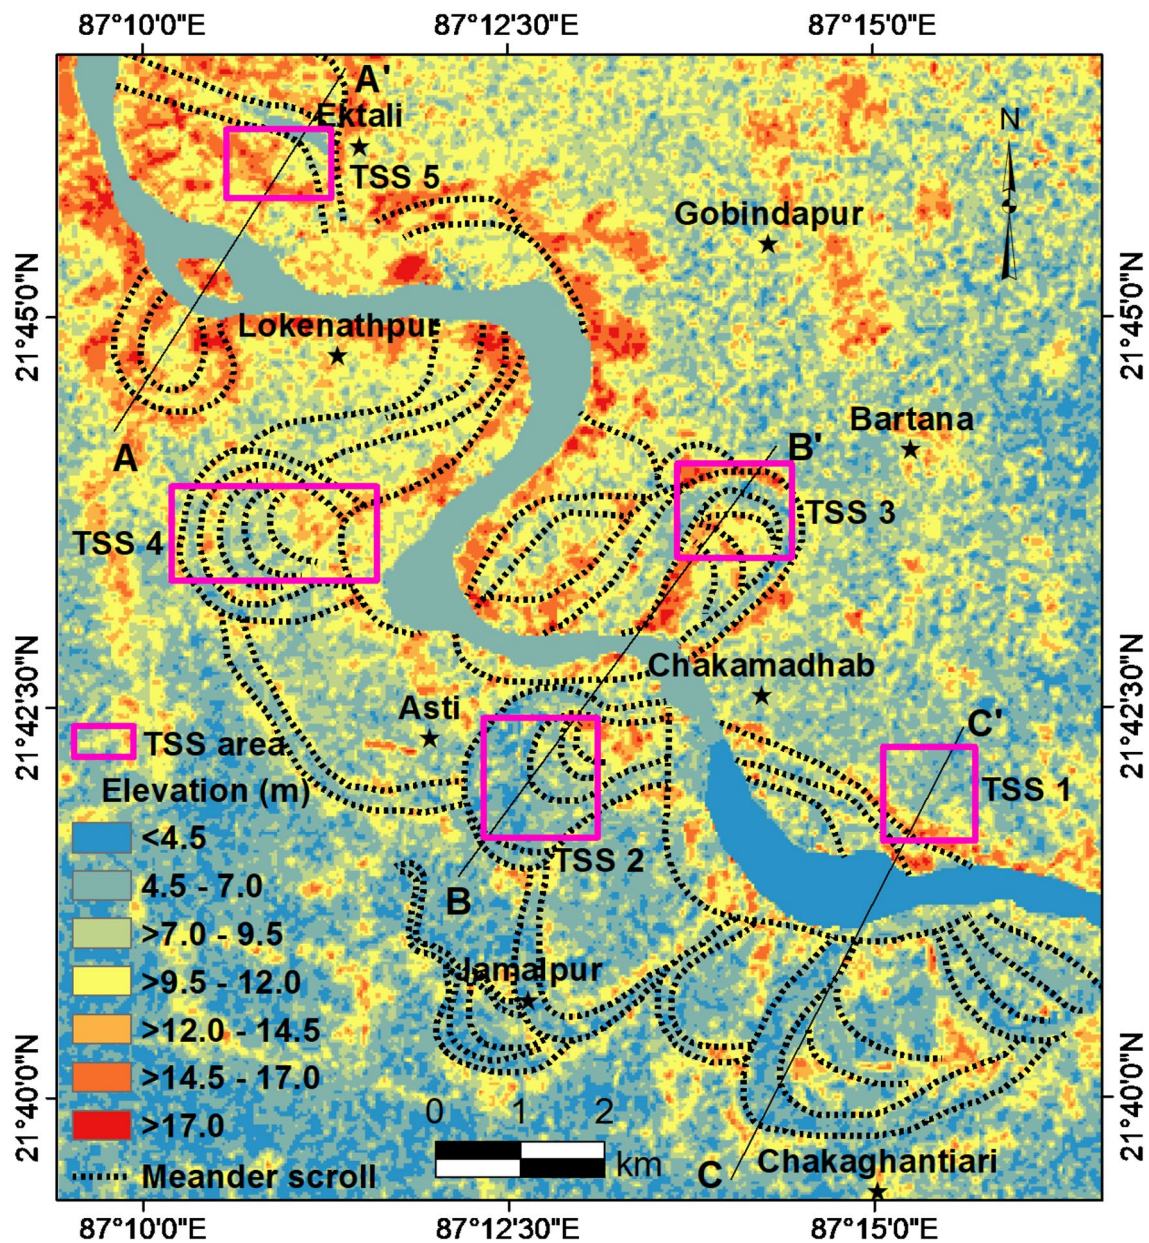 87°10'0"E 87°12'30"E 87°15'0"E
A'
Ektali
N
TSS 5
Gobindapur
21°45'0"N
21°45'0"N
Lokenathpur
Bartana
A
B'
TSS 3
TSS 4
Chakamadhab
21°42'30"N
21°42'30"N
Asti
C'
TSS area
TSS 1
Elevation (m)
<4.5
TSS 2
4.5 - 7.0
B
>7.0 - 9.5
Jamalpur
>9.5 - 12.0
>12.0 - 14.5
>14.5 - 17.0
21°40'0"N
21°40'0"N
>17.0
0 1 2
km
Meander scroll
C
Chakaghantiari
87°10'0"E 87°12'30"E 87°15'0"E